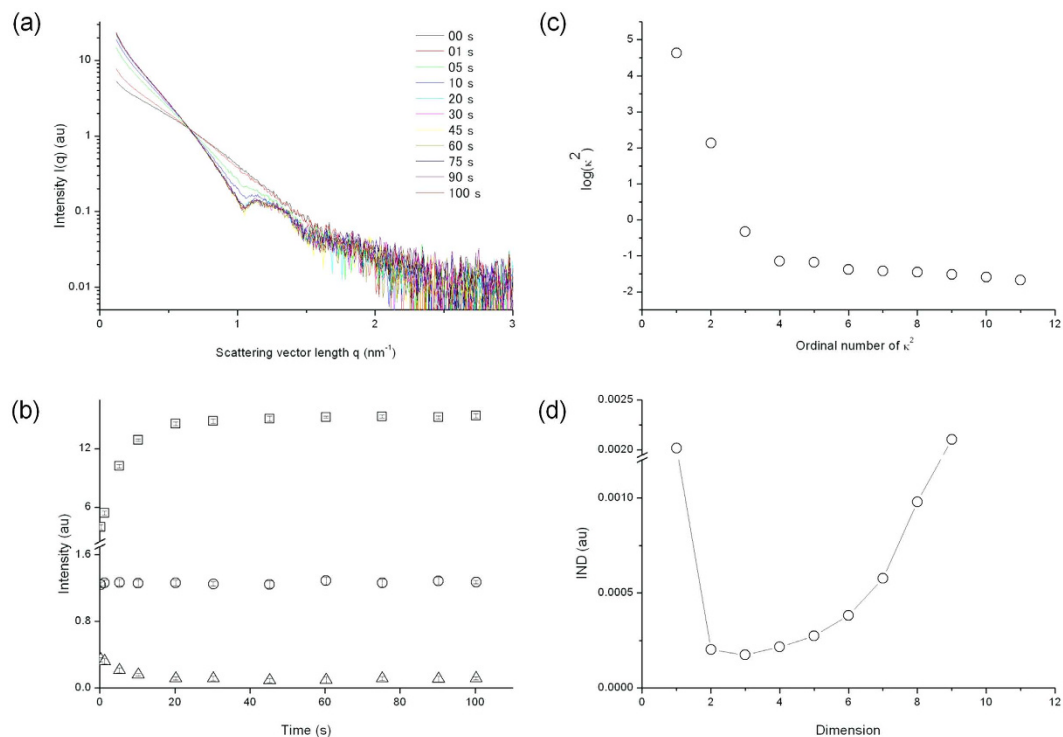 (a)
Intensity I(q) (au)
10
1
0.1
0.01
0
1
2
3
Scattering vector length q (nm⁻¹)
00 s
01 s
05 s
10 s
20 s
30 s
45 s
60 s
75 s
90 s
100 s
(c)
log(κ²)
5
4
3
2
1
0
-1
-2
0
2
4
6
8
10
12
Ordinal number of κ²
(b)
Intensity (au)
12
6
1.6
0.8
0.0
0
20
40
60
80
100
Time (s)
(d)
IND (au)
0.0025
0.0020
0.0010
0.0005
0.0000
0
2
4
6
8
10
12
Dimension